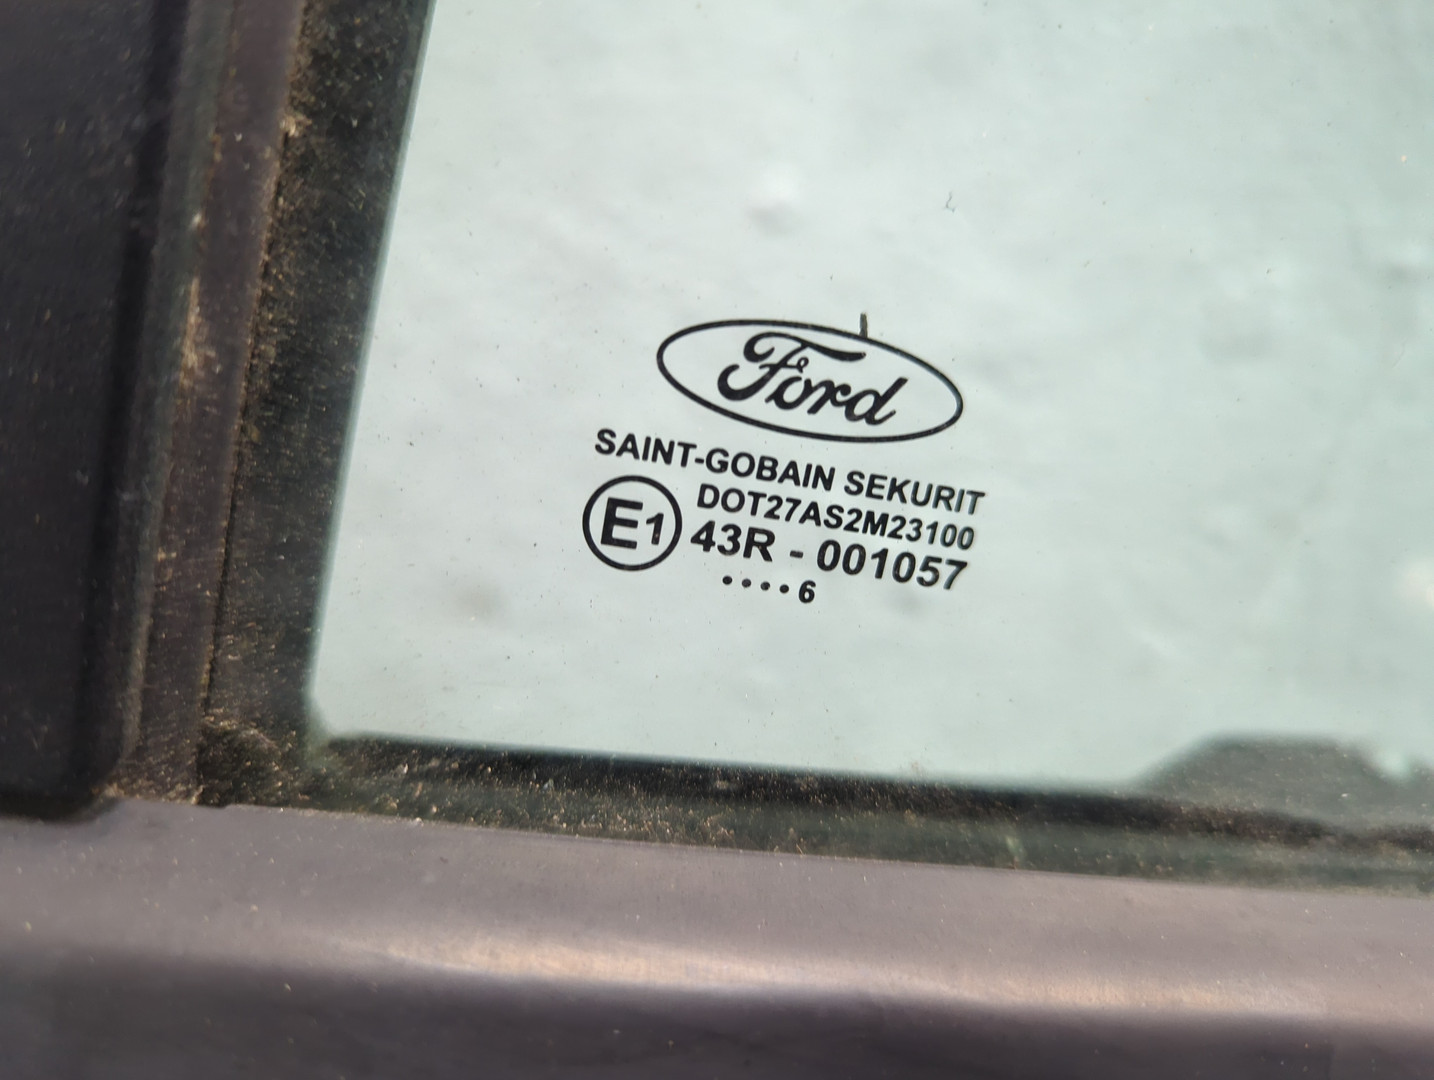 Ford
SAINT-GOBAIN SEKURIT
DOT27AS2M23100
E1
43R - 001057
....6